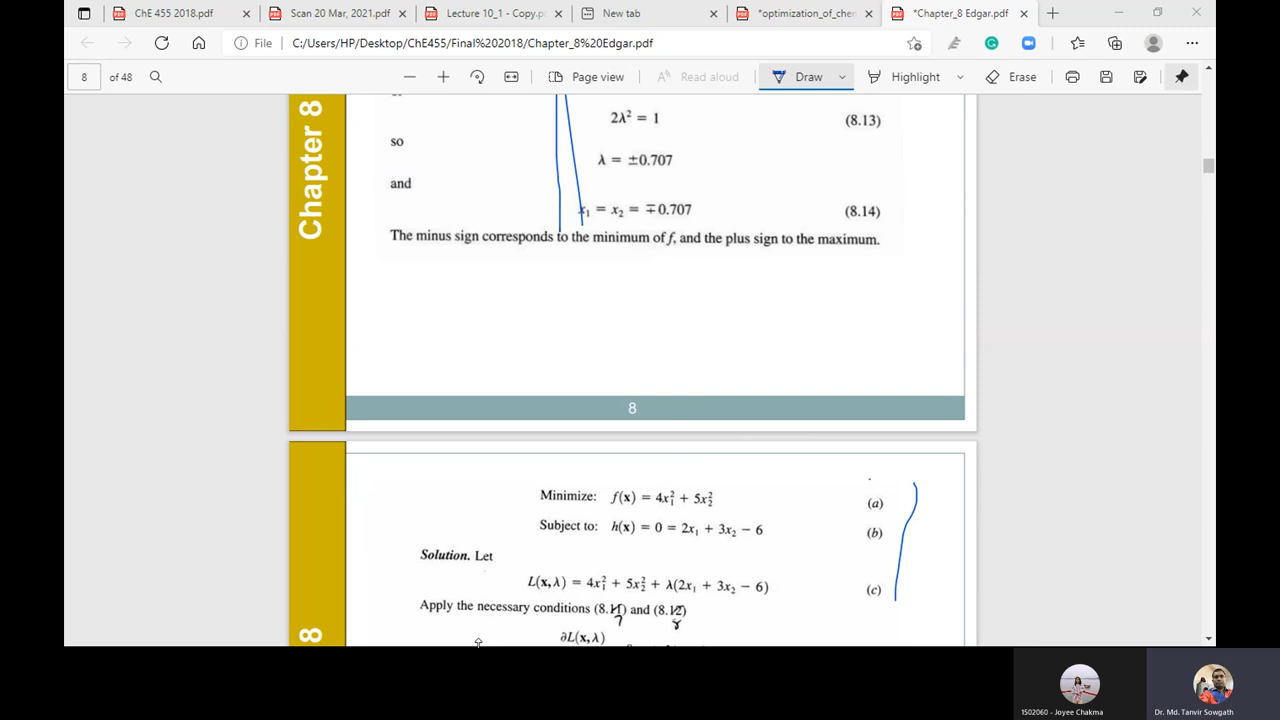 ChE 455 2018.pdf
Scan 20 Mar, 2021.pdf
Lecture 10_1 - Copy.p
New tab
*optimization_of_cher
*Chapter_8 Edgar.pdf
File
C:/Users/HP/Desktop/ChE455/Final%202018/Chapter_8%20Edgar.pdf
8 of 48
Page view
Read aloud
Draw
Highlight
Erase
Chapter 8
2λ² = 1 (8.13)
so
λ = ±0.707
and
x₁ = x₂ = ∓0.707 (8.14)
The minus sign corresponds to the minimum of f, and the plus sign to the maximum.
8
Minimize: f(x) = 4x₁² + 5x₂² (a)
Subject to: h(x) = 0 = 2x₁ + 3x₂ − 6 (b)
Solution. Let
L(x,λ) = 4x₁² + 5x₂² + λ(2x₁ + 3x₂ − 6) (c)
Apply the necessary conditions (8.11) and (8.12)
7 8
∂L(x,λ)
8
1502060 - Joyee Chakma
Dr. Md. Tanvir Sowgath